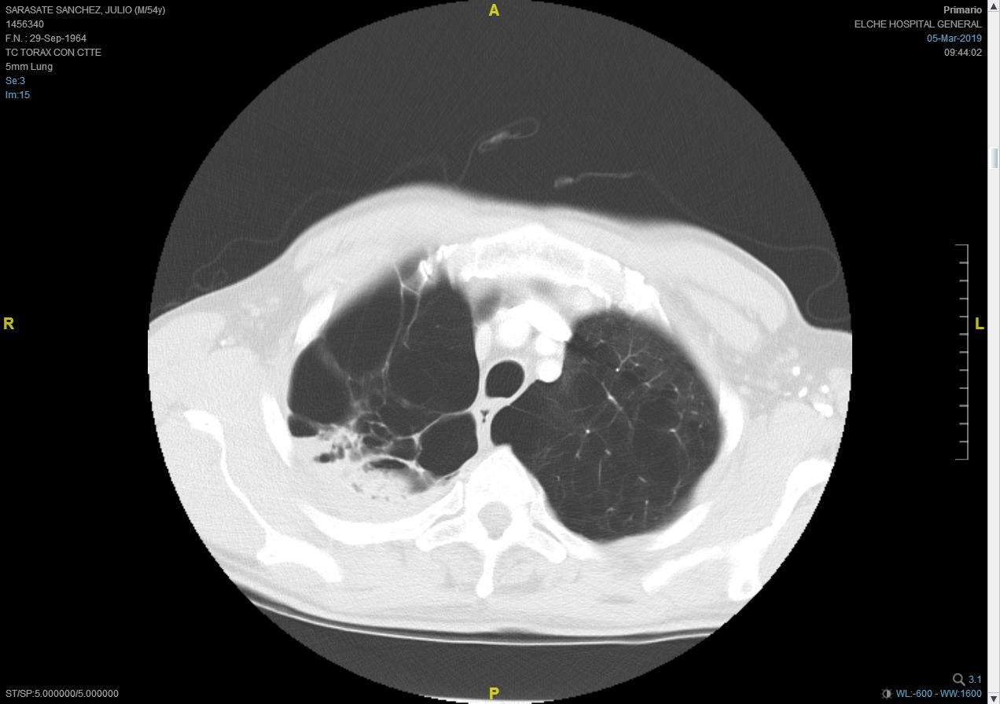 SARASATE SANCHEZ, JULIO (M/54y)
1456340
F.N. : 29-Sep-1964
TC TORAX CON CTTE
5mm Lung
Se:3
Im:15
A
Primario
ELCHE HOSPITAL GENERAL
05-Mar-2019
09:44:02
R
L
P
ST/SP:5.000000/5.000000
3.1
WL:-600 - WW:1600